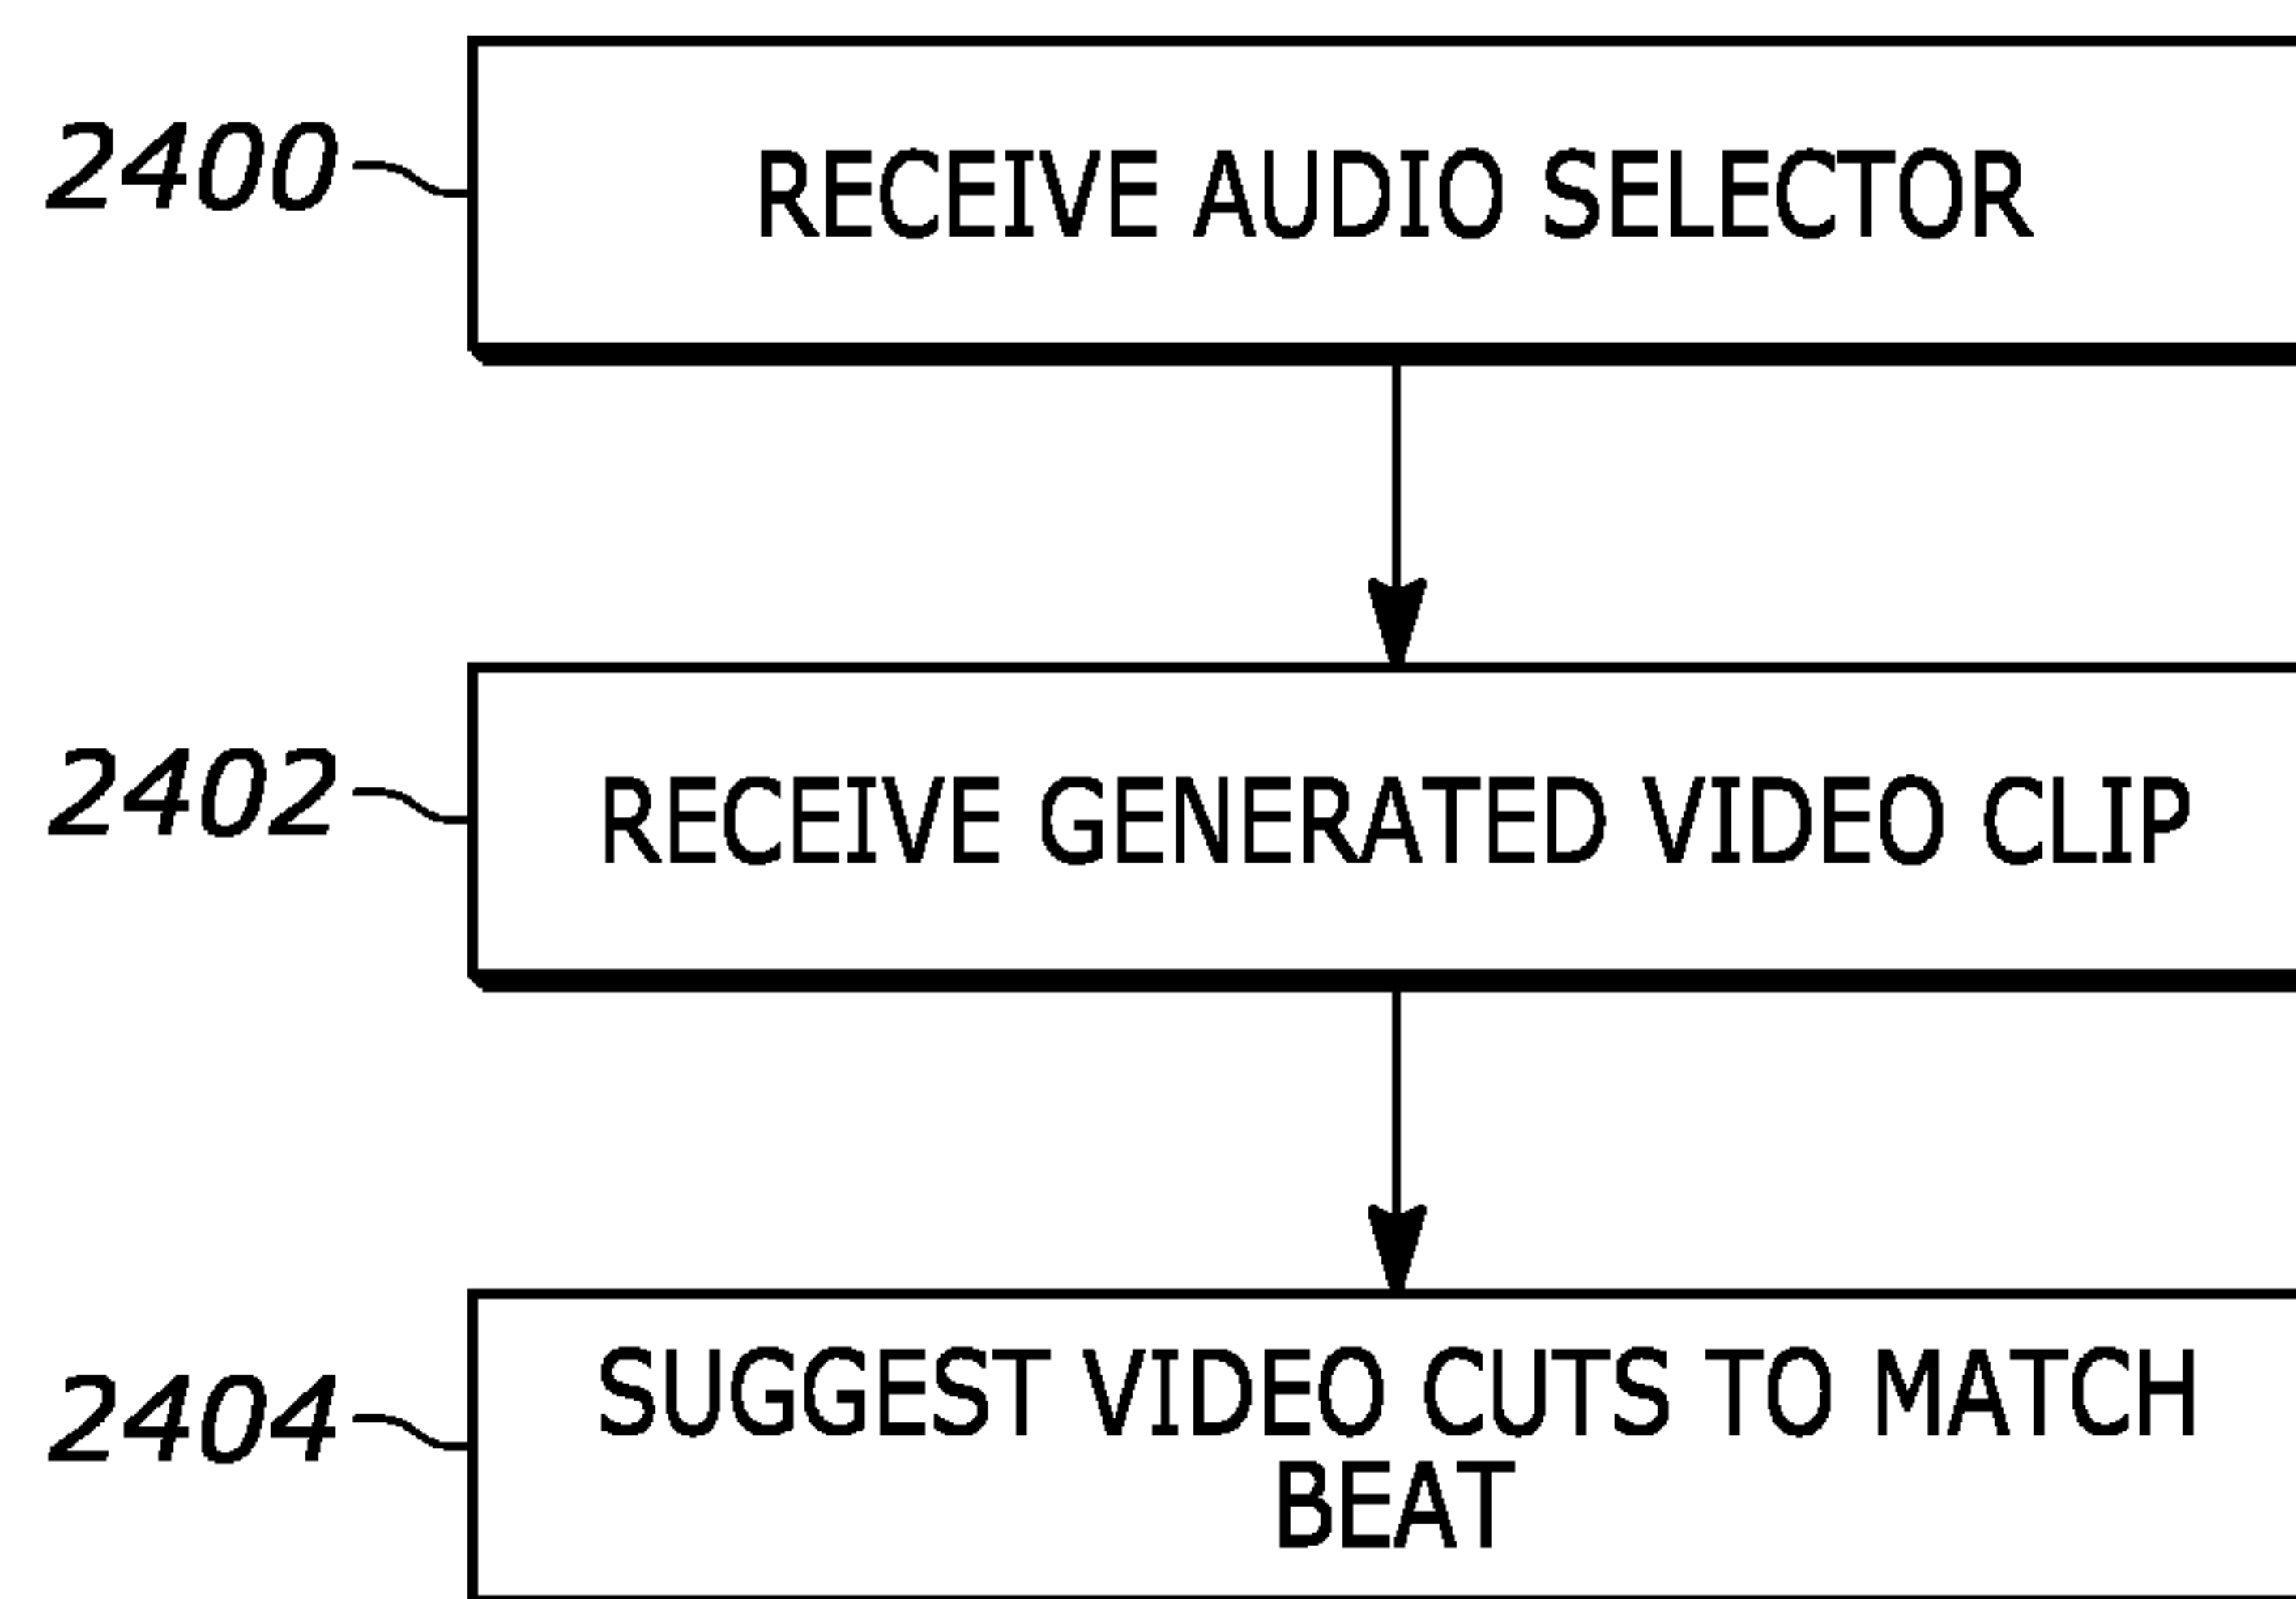 2400
RECEIVE AUDIO SELECTOR
2402
RECEIVE GENERATED VIDEO CLIP
2404
SUGGEST VIDEO CUTS TO MATCH
BEAT